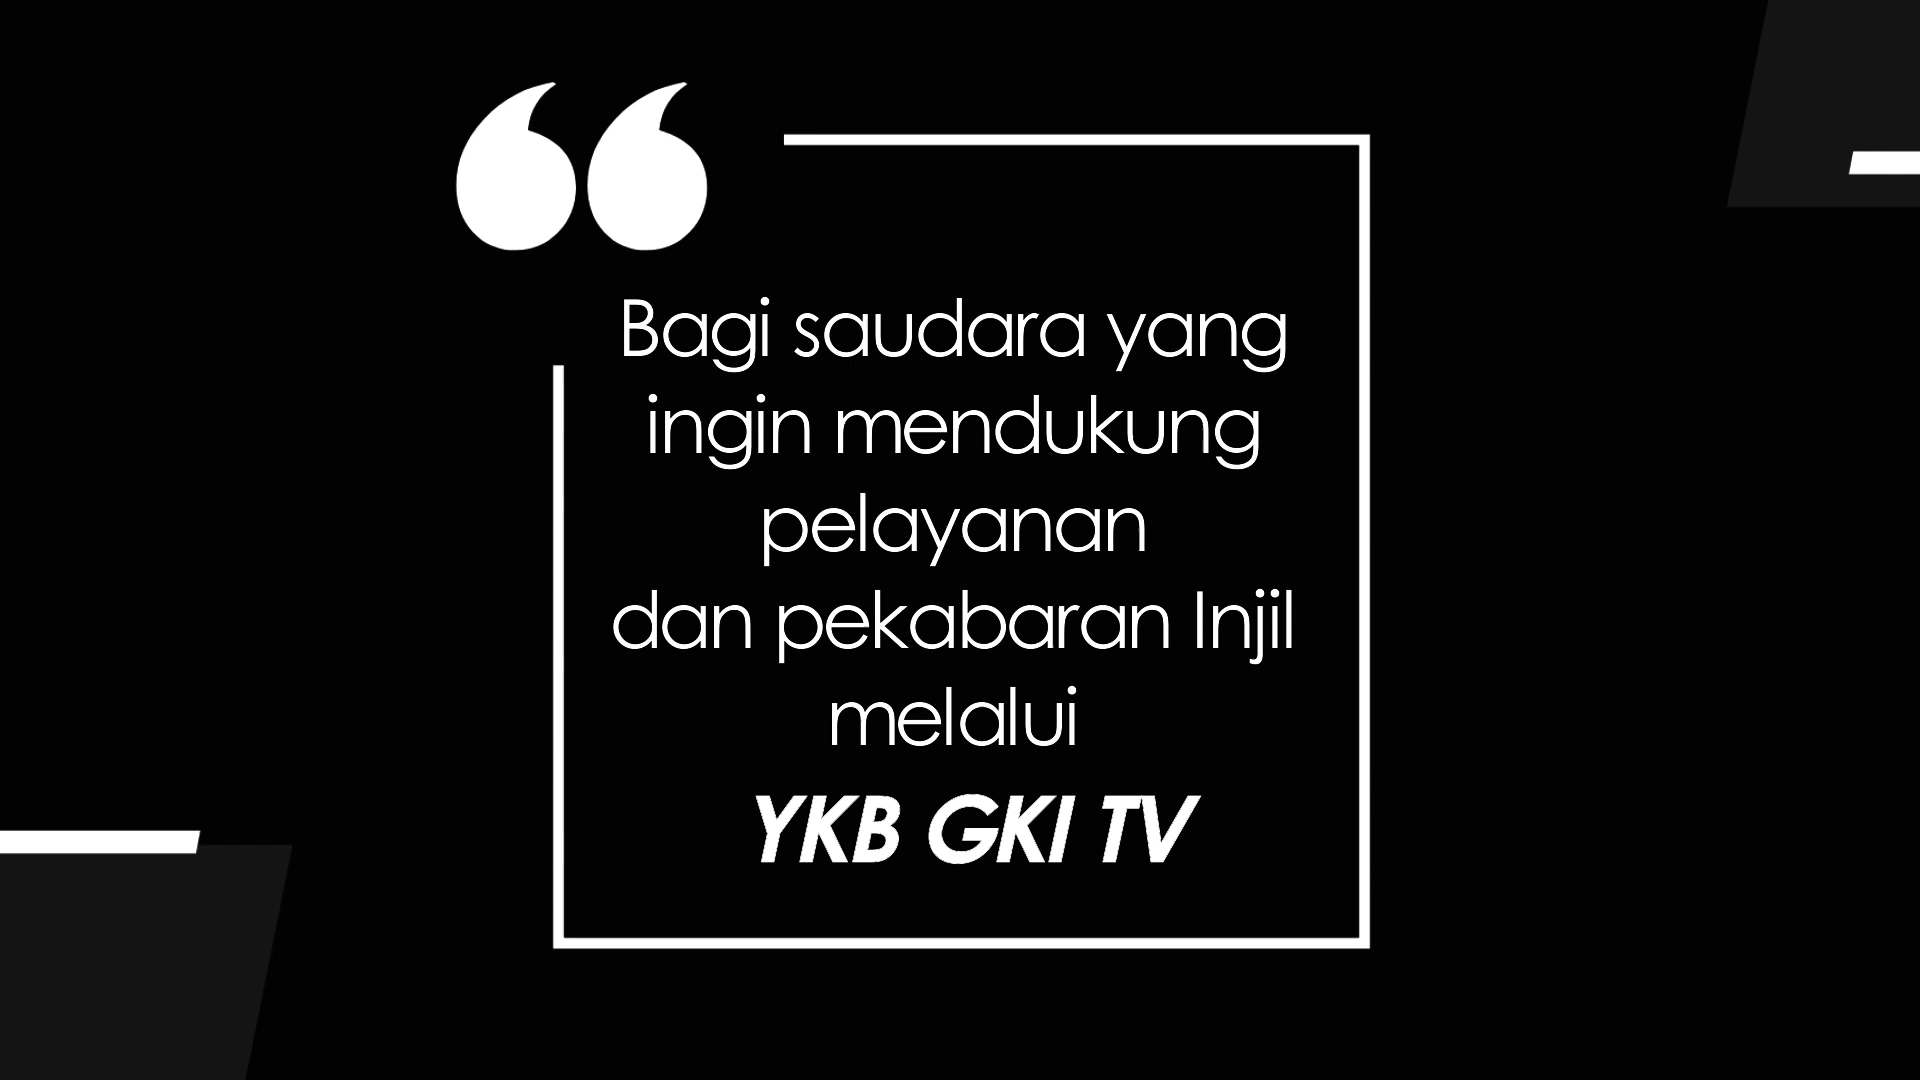 Bagi saudara yang
ingin mendukung
pelayanan
dan pekabaran Injil
melalui
YKB GKI TV